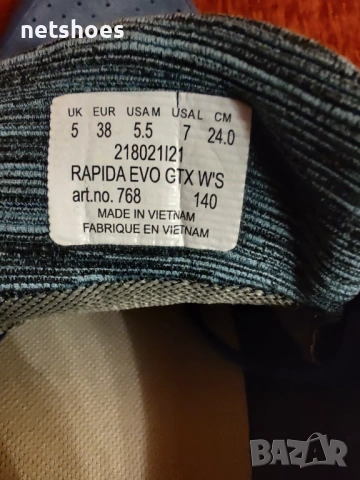 netshoes
UK EUR USAM USAL CM
5 38 5.5 7 24.0
218021I21
RAPIDA EVO GTX W'S
art.no. 768 140
MADE IN VIETNAM
FABRIQUE EN VIETNAM
BAZAR